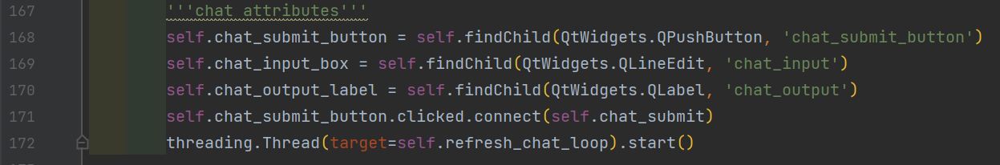 167 '''chat attributes'''
168 self.chat_submit_button = self.findChild(QtWidgets.QPushButton, 'chat_submit_button')
169 self.chat_input_box = self.findChild(QtWidgets.QLineEdit, 'chat_input')
170 self.chat_output_label = self.findChild(QtWidgets.QLabel, 'chat_output')
171 self.chat_submit_button.clicked.connect(self.chat_submit)
172 threading.Thread(target=self.refresh_chat_loop).start()